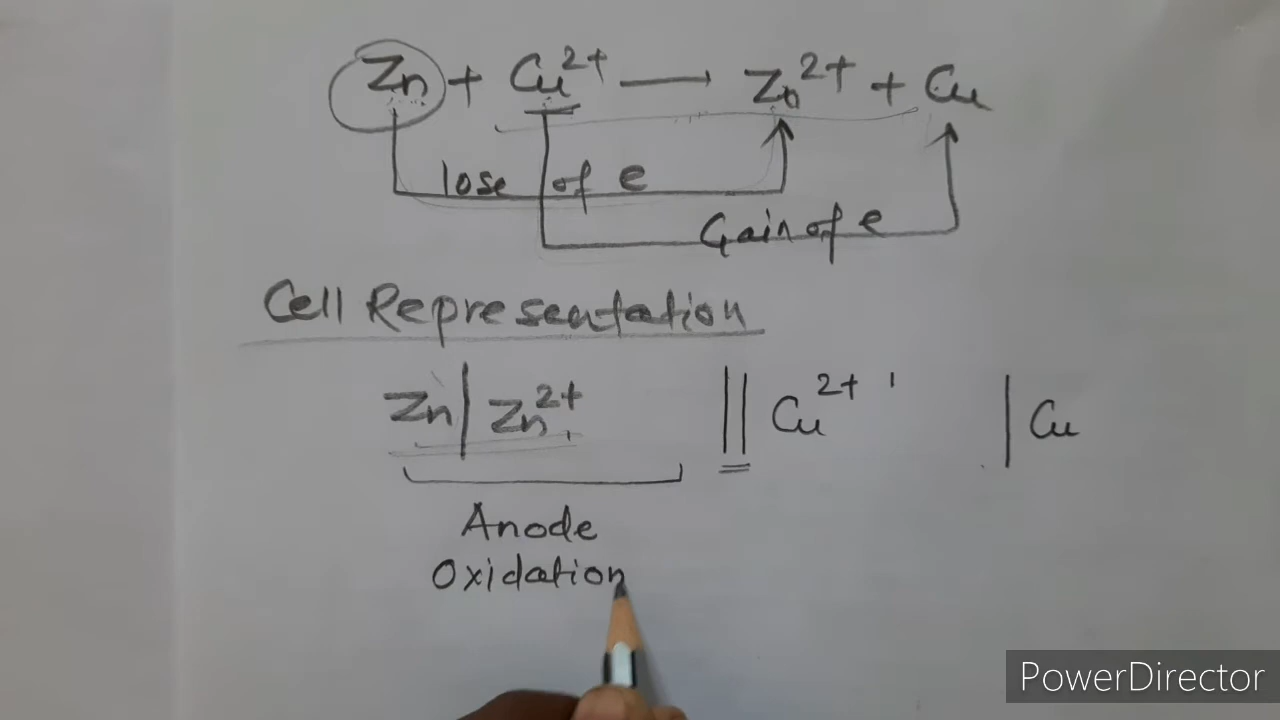 Zn + Cu²⁺ → Zn²⁺ + Cu
lose of e
Gain of e
Cell Representation
Zn | Zn²⁺ || Cu²⁺ | Cu
Anode
Oxidation
PowerDirector